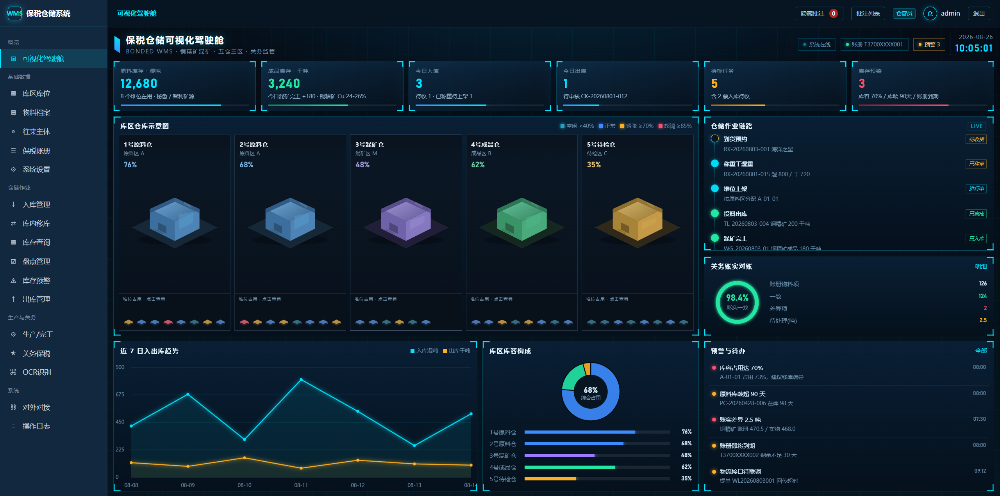 WMS 保税仓储系统
概览
可视化驾驶舱
基础数据
库区库位
物料档案
往来主体
保税账册
系统设置
仓储作业
入库管理
库内移库
库存查询
盘点管理
库存预警
出库管理
生产与关务
生产/完工
关务保税
OCR识别
系统
对外对接
操作日志
可视化驾驶舱
隐藏批注 0
批注列表
仓管员
仓 admin
退出
保税仓储可视化驾驶舱
BONDED WMS · 铜精矿混矿 · 五仓三区 · 关务监管
系统在线
账册 T3700XXXX001
预警 3
2026-08-26
10:05:01
原料库存 · 湿吨
12,680
8 个堆位在用 · 秘鲁 / 智利矿源
成品库存 · 干吨
3,240
今日混矿完工 +180 · 铜精矿 Cu 24-26%
今日入库
3
待收 1 · 已称重待上架 1
今日出库
1
待审核 CK-20260803-012
待检任务
5
含 2 票入库待收
库存预警
3
库容 70% / 库龄 90天 / 账册到期
库区仓库示意图
空闲 <40% 正常 紧张 ≥70% 超阈 ≥85%
1号原料仓
原料区 A
76%
堆位占用 · 点击查看
2号原料仓
原料区 A
68%
堆位占用 · 点击查看
3号混矿仓
混矿区 M
48%
堆位占用 · 点击查看
4号成品仓
成品区 B
62%
堆位占用 · 点击查看
5号待检仓
待检区 C
35%
堆位占用 · 点击查看
仓储作业链路
LIVE
到货预约
待收货
RK-20260803-001 海洋之星
称重干湿重
已称重
RK-20260801-015 湿 800 / 干 720
堆位上架
进行中
按原料区分配 A-01-01
投料出库
已完成
TL-20260803-004 铜精矿 200 干吨
混矿完工
已入库
WG-20260803-01 铜精矿成品 180 干吨
关务账实对账
明细
98.4%
账实一致
账册物料项 126
一致 124
差异项 2
待处理(吨) 2.5
近 7 日入出库趋势
入库湿吨 出库干吨
900
675
450
225
0
08-08 08-09 08-10 08-11 08-12 08-13 08-14
库区库容构成
68%
综合占用
1号原料仓 76%
2号原料仓 68%
3号混矿仓 48%
4号成品仓 62%
5号待检仓 35%
预警与待办
全部
库容占用达 70% 08:00
A-01-01 占用 73%，建议移库疏导
原料库龄超 90 天 08:00
PC-20260428-006 在库 98 天
账实差异 2.5 吨 07:30
铜精矿 账册 470.5 / 实物 468.0
账册即将到期 08:00
T3700XXXX002 剩余不足 30 天
物流接口待联调 09:12
提单 WL20260803001 回传超时